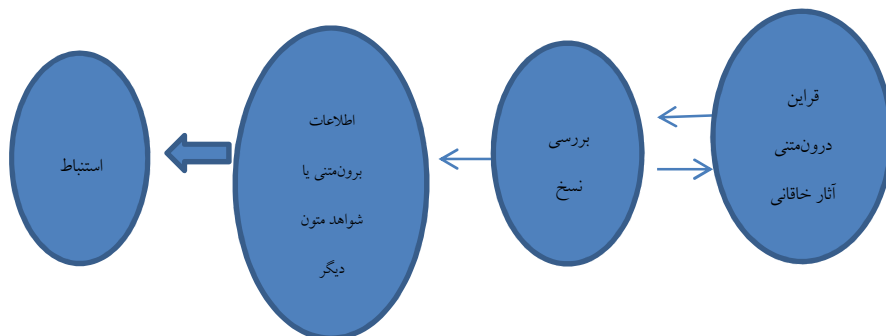 قراین
درون‌متنی
آثار خاقانی
بررسی
نسخ
اطلاعات
برون‌متنی یا
شواهد متون
دیگر
استنباط